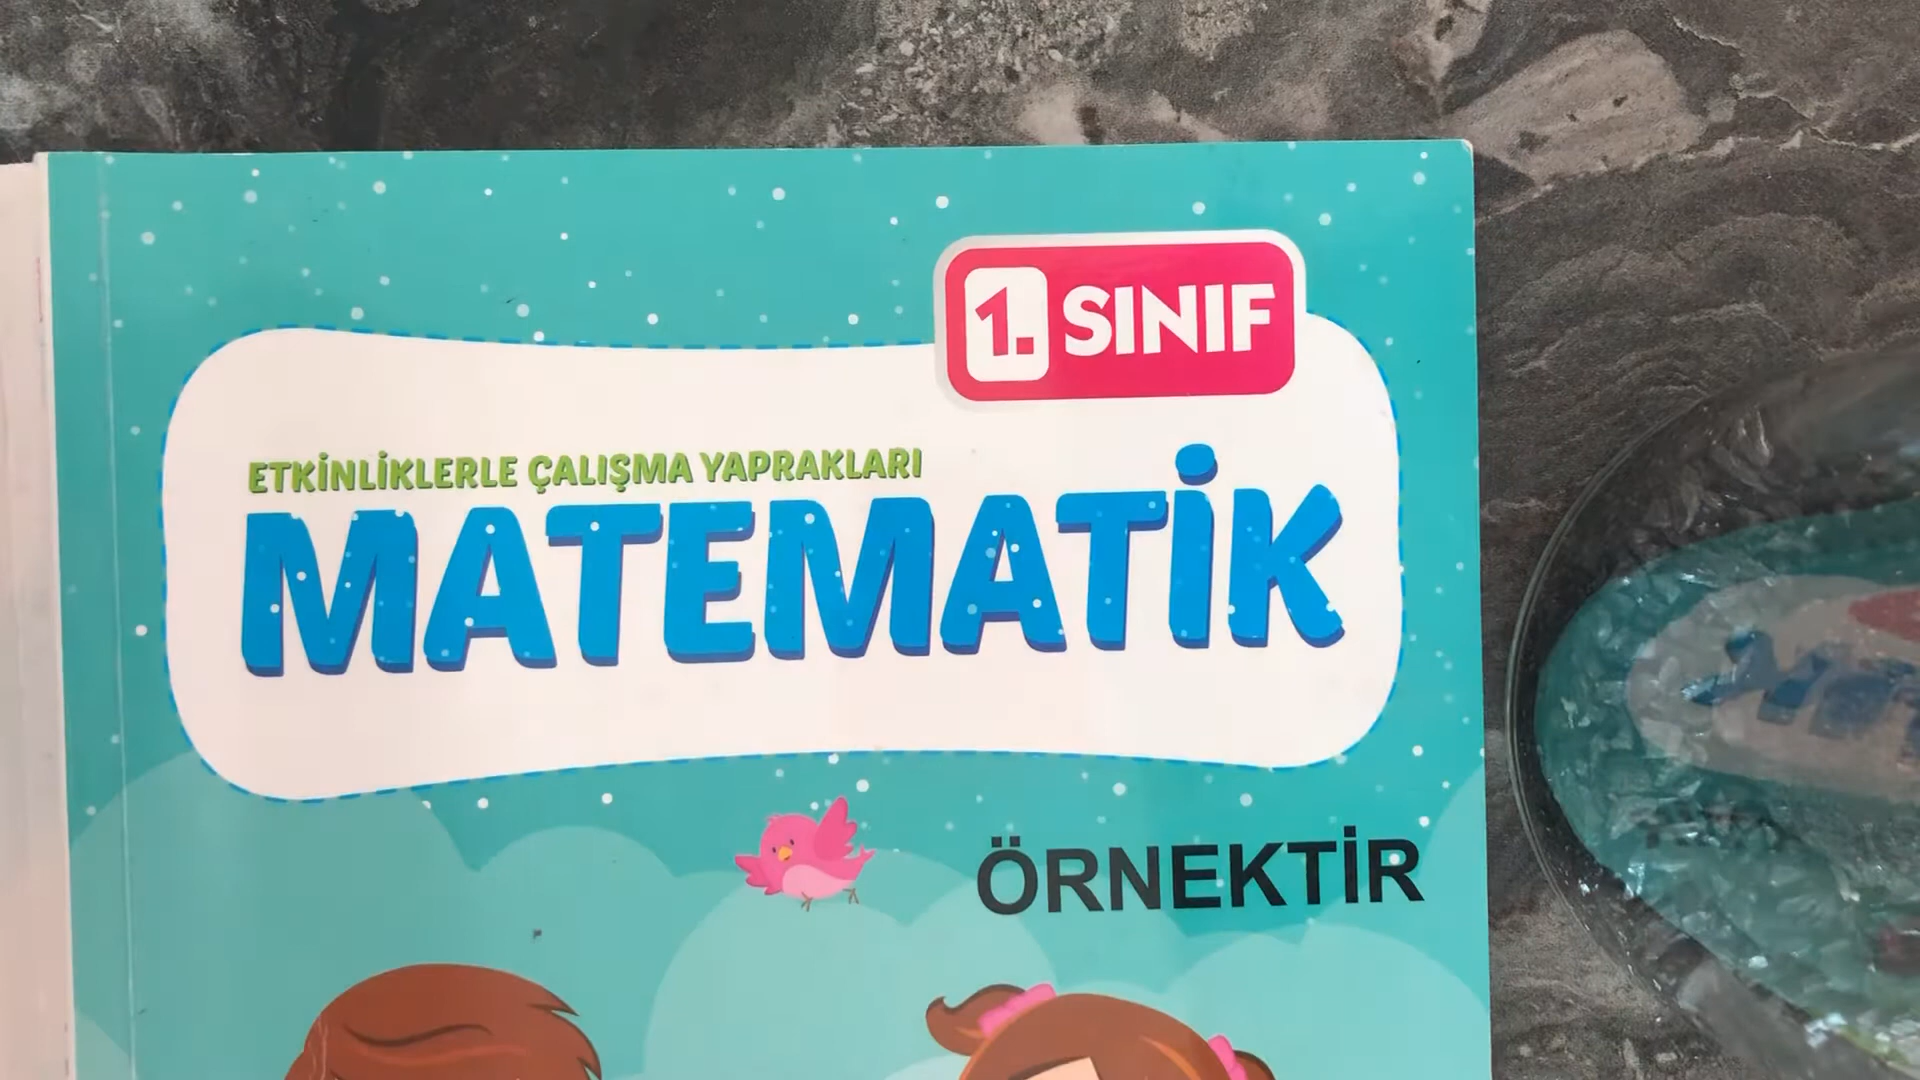 1. SINIF
ETKİNLİKLERLE ÇALIŞMA YAPRAKLARI
MATEMATİK
ÖRNEKTİR